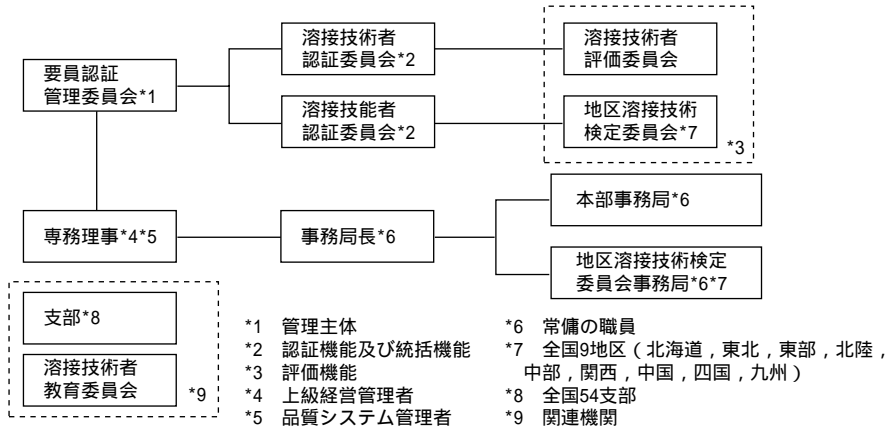 溶接技術者
認証委員会*2
溶接技術者
評価委員会
要員認証
管理委員会*1
溶接技能者
認証委員会*2
地区溶接技術
検定委員会*7
*3
本部事務局*6
専務理事*4*5
事務局長*6
地区溶接技術検定
委員会事務局*6*7
支部*8
溶接技術者
教育委員会
*9
*1 管理主体
*2 認証機能及び統括機能
*3 評価機能
*4 上級経営管理者
*5 品質システム管理者
*6 常傭の職員
*7 全国9地区（北海道，東北，東部，北陸，
中部，関西，中国，四国，九州）
*8 全国54支部
*9 関連機関